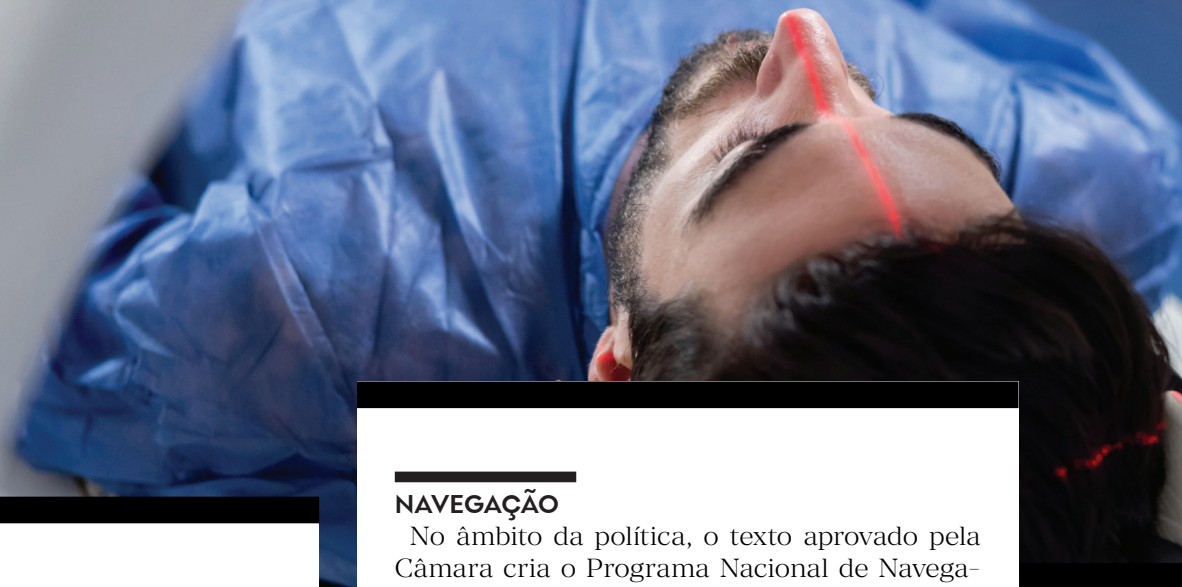 NAVEGAÇÃO
No âmbito da política, o texto aprovado pela
Câmara cria o Programa Nacional de Navega-